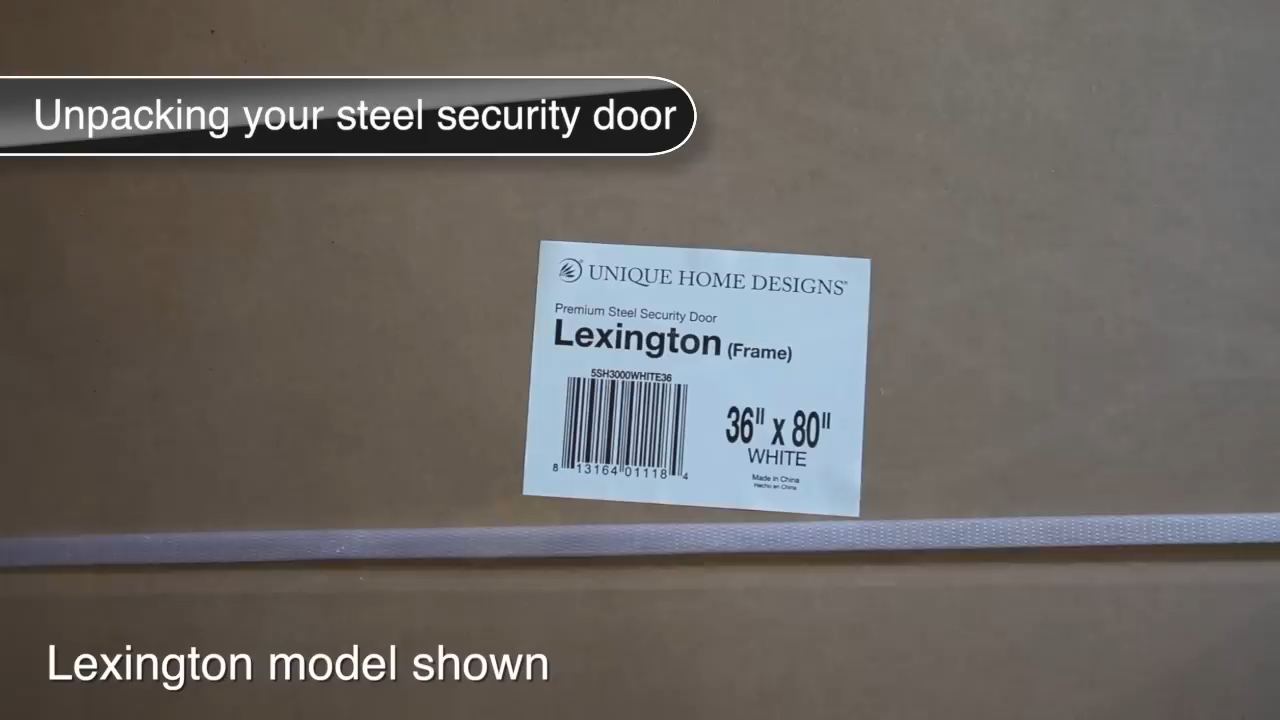 Unpacking your steel security door
UNIQUE HOME DESIGNS®
Premium Steel Security Door
Lexington (Frame)
5SH3000WHITE36
8 13164 01118 4
36" x 80"
WHITE
Made in China
Hecho en China
Lexington model shown